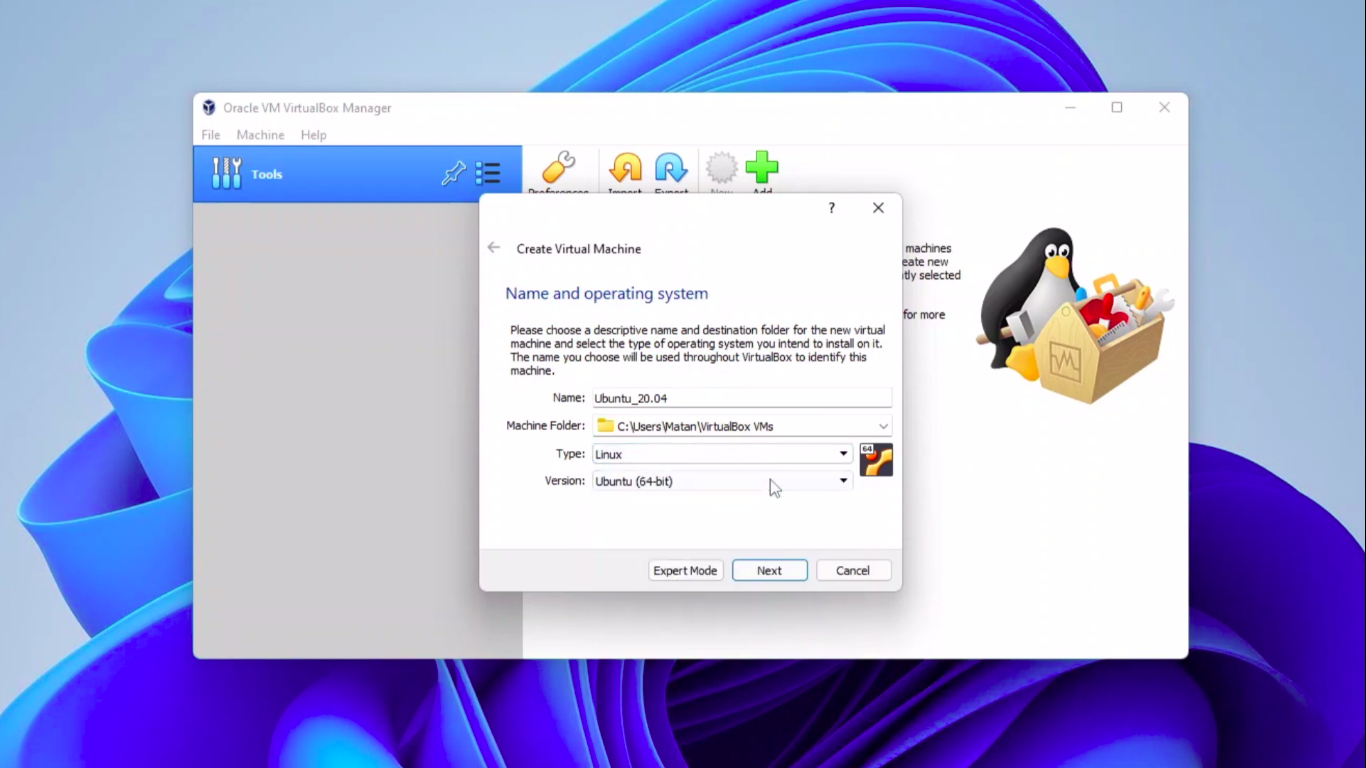 Oracle VM VirtualBox Manager
File Machine Help
Tools
Preferences Import Export New Add
?
Create Virtual Machine
machines
eate new
tly selected
for more
Name and operating system
Please choose a descriptive name and destination folder for the new virtual
machine and select the type of operating system you intend to install on it.
The name you choose will be used throughout VirtualBox to identify this
machine.
Name: Ubuntu_20.04
Machine Folder: C:\Users\Matan\VirtualBox VMs
Type: Linux
64
Version: Ubuntu (64-bit)
Expert Mode Next Cancel